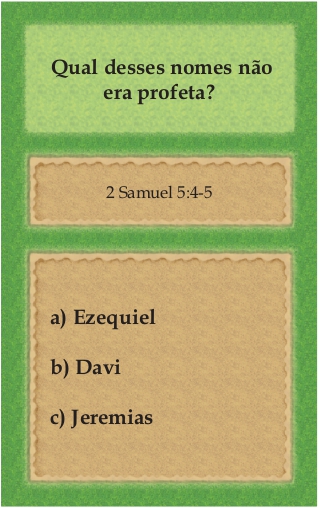 Qual desses nomes não
era profeta?
2 Samuel 5:4-5
a) Ezequiel
b) Davi
c) Jeremias